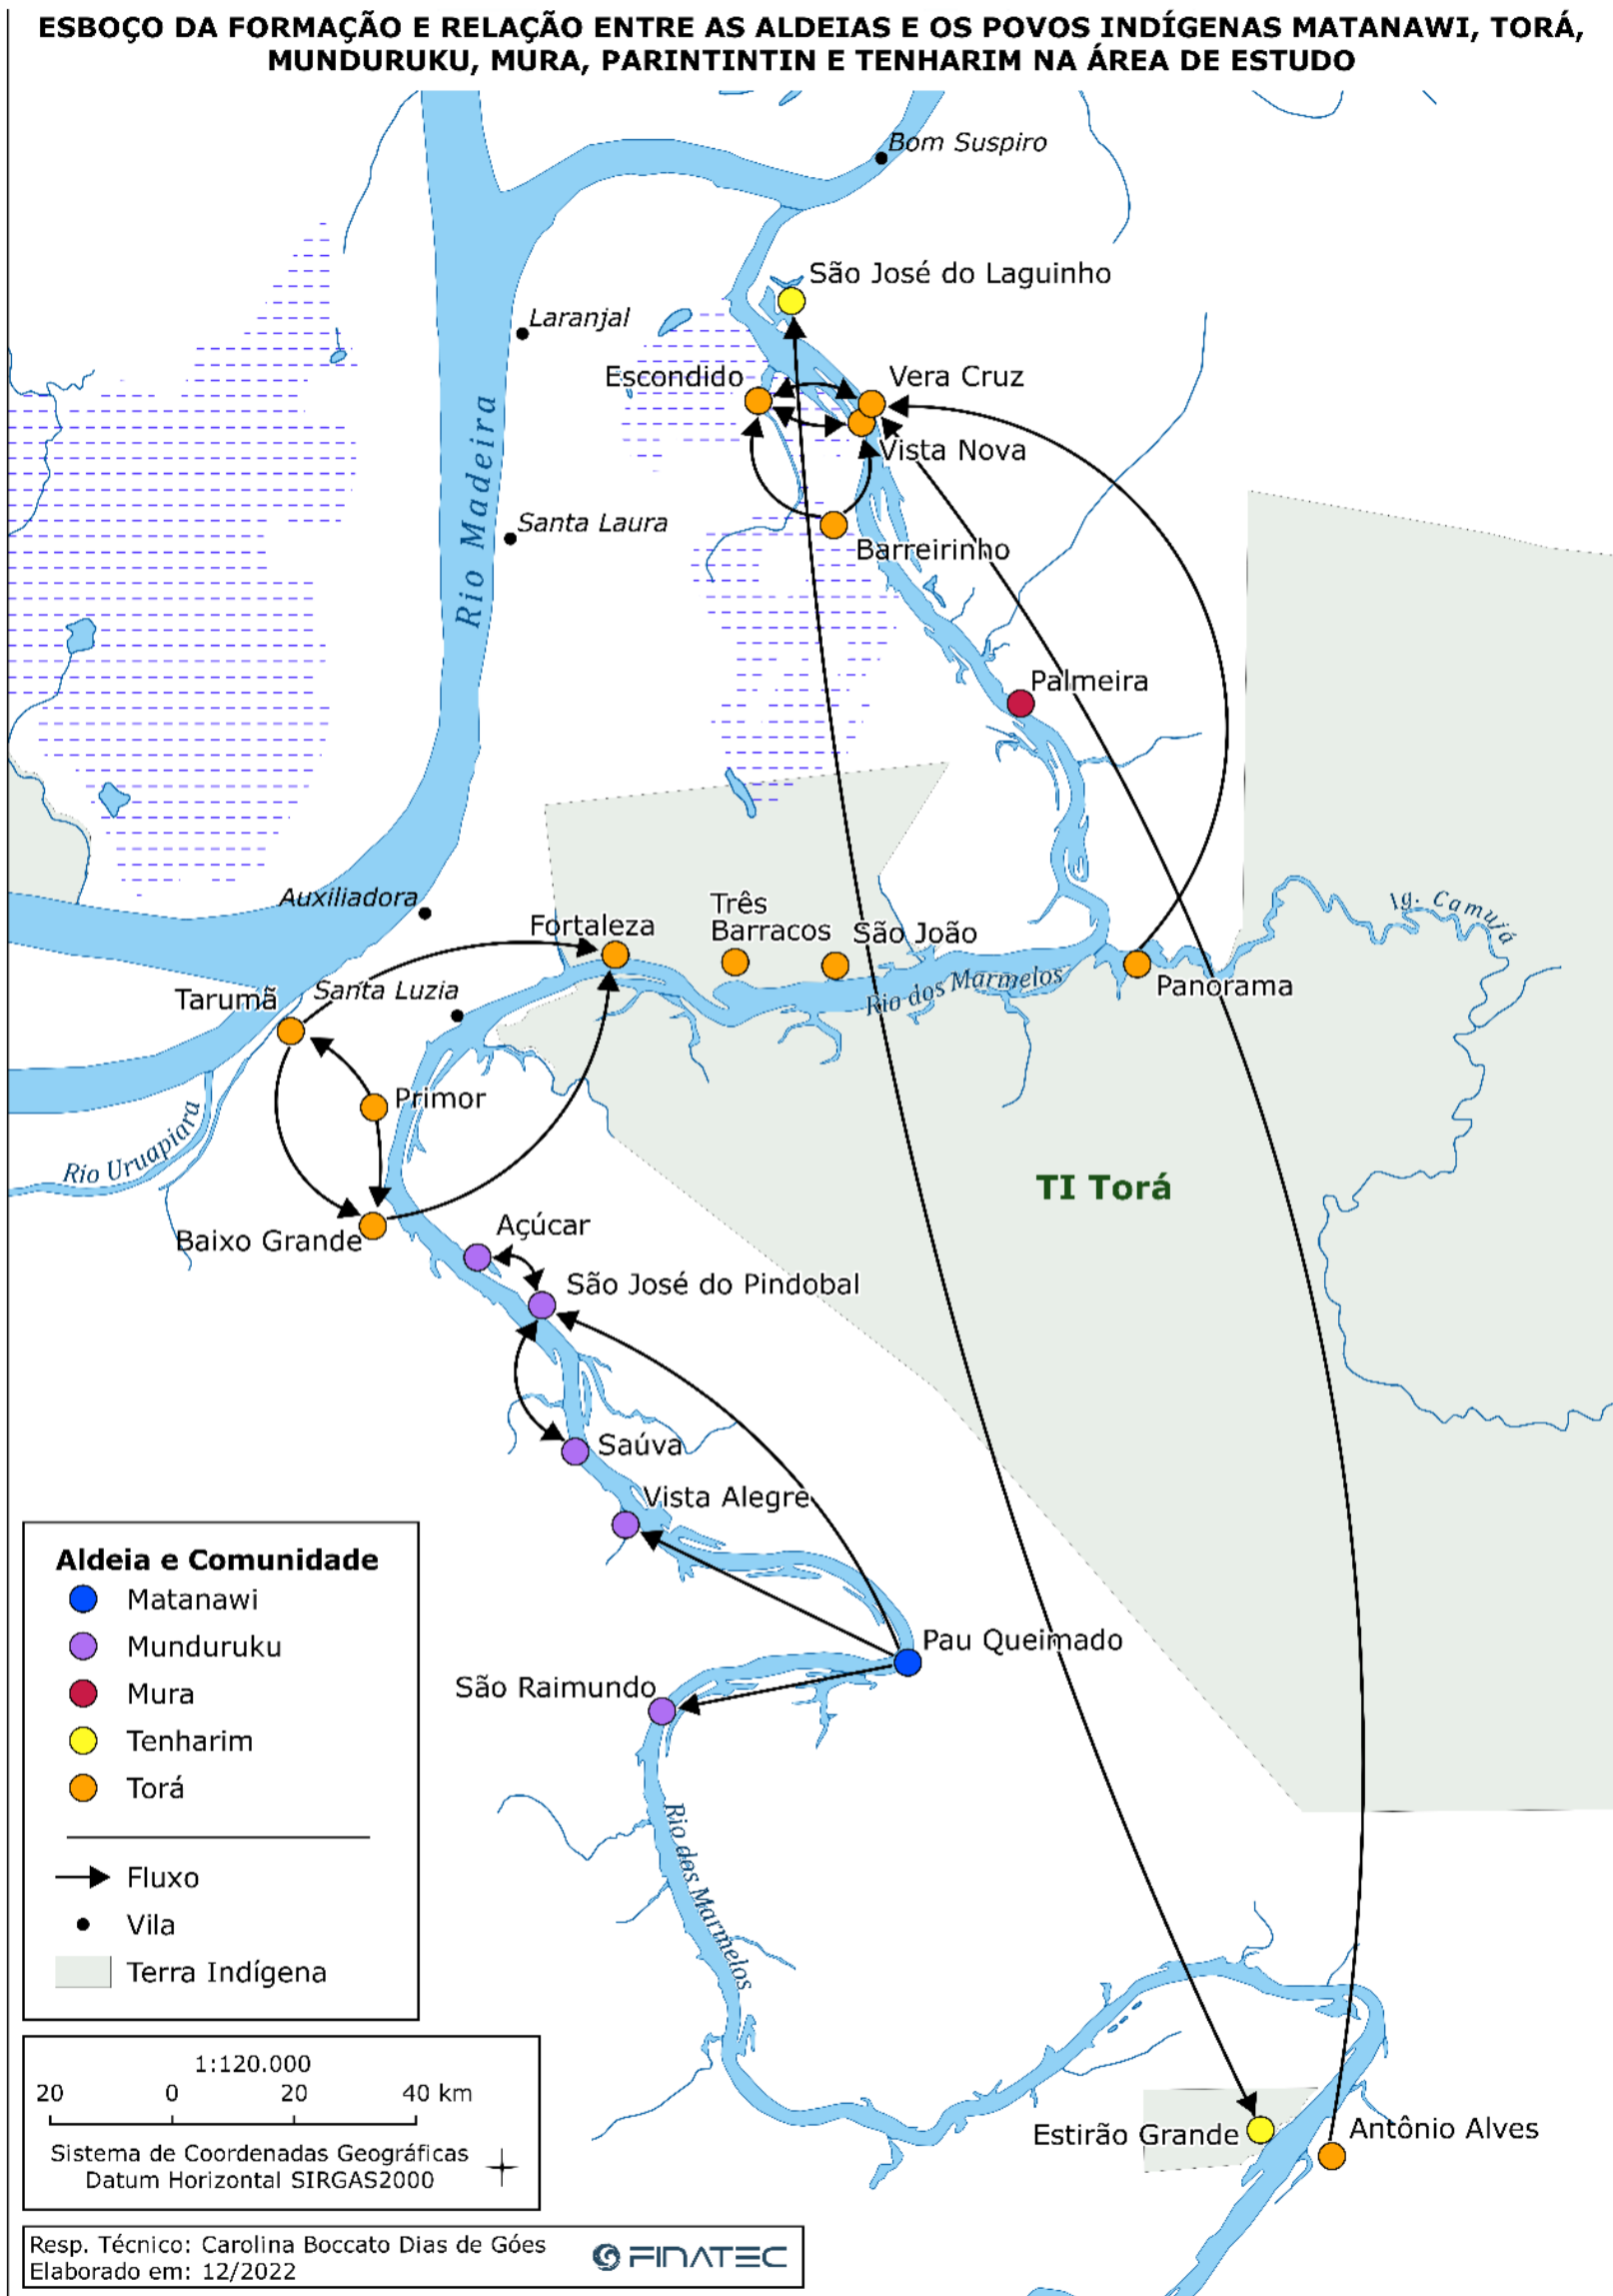 ESBOÇO DA FORMAÇÃO E RELAÇÃO ENTRE AS ALDEIAS E OS POVOS INDÍGENAS MATANAWI, TORÁ,
MUNDURUKU, MURA, PARINTINTIN E TENHARIM NA ÁREA DE ESTUDO
Bom Suspiro
São José do Laguinho
Laranjal
Escondido
Vera Cruz
Rio Madeira
Vista Nova
Santa Laura
Barreirinho
Palmeira
Auxiliadora
Três
Barracos
Ig. Camujá
Fortaleza
São João
Santa Luzia
Rio dos Marmelos
Panorama
Tarumã
Primor
Rio Uruapiara
TI Torá
Açúcar
Baixo Grande
São José do Pindobal
Saúva
Vista Alegre
Pau Queimado
São Raimundo
Rio dos Marmelos
Estirão Grande
Antônio Alves
Aldeia e Comunidade
Matanawi
Munduruku
Mura
Tenharim
Torá
Fluxo
Vila
Terra Indígena
1:120.000
20 0 20 40 km
Sistema de Coordenadas Geográficas
Datum Horizontal SIRGAS2000
Resp. Técnico: Carolina Boccato Dias de Góes
Elaborado em: 12/2022
FINATEC